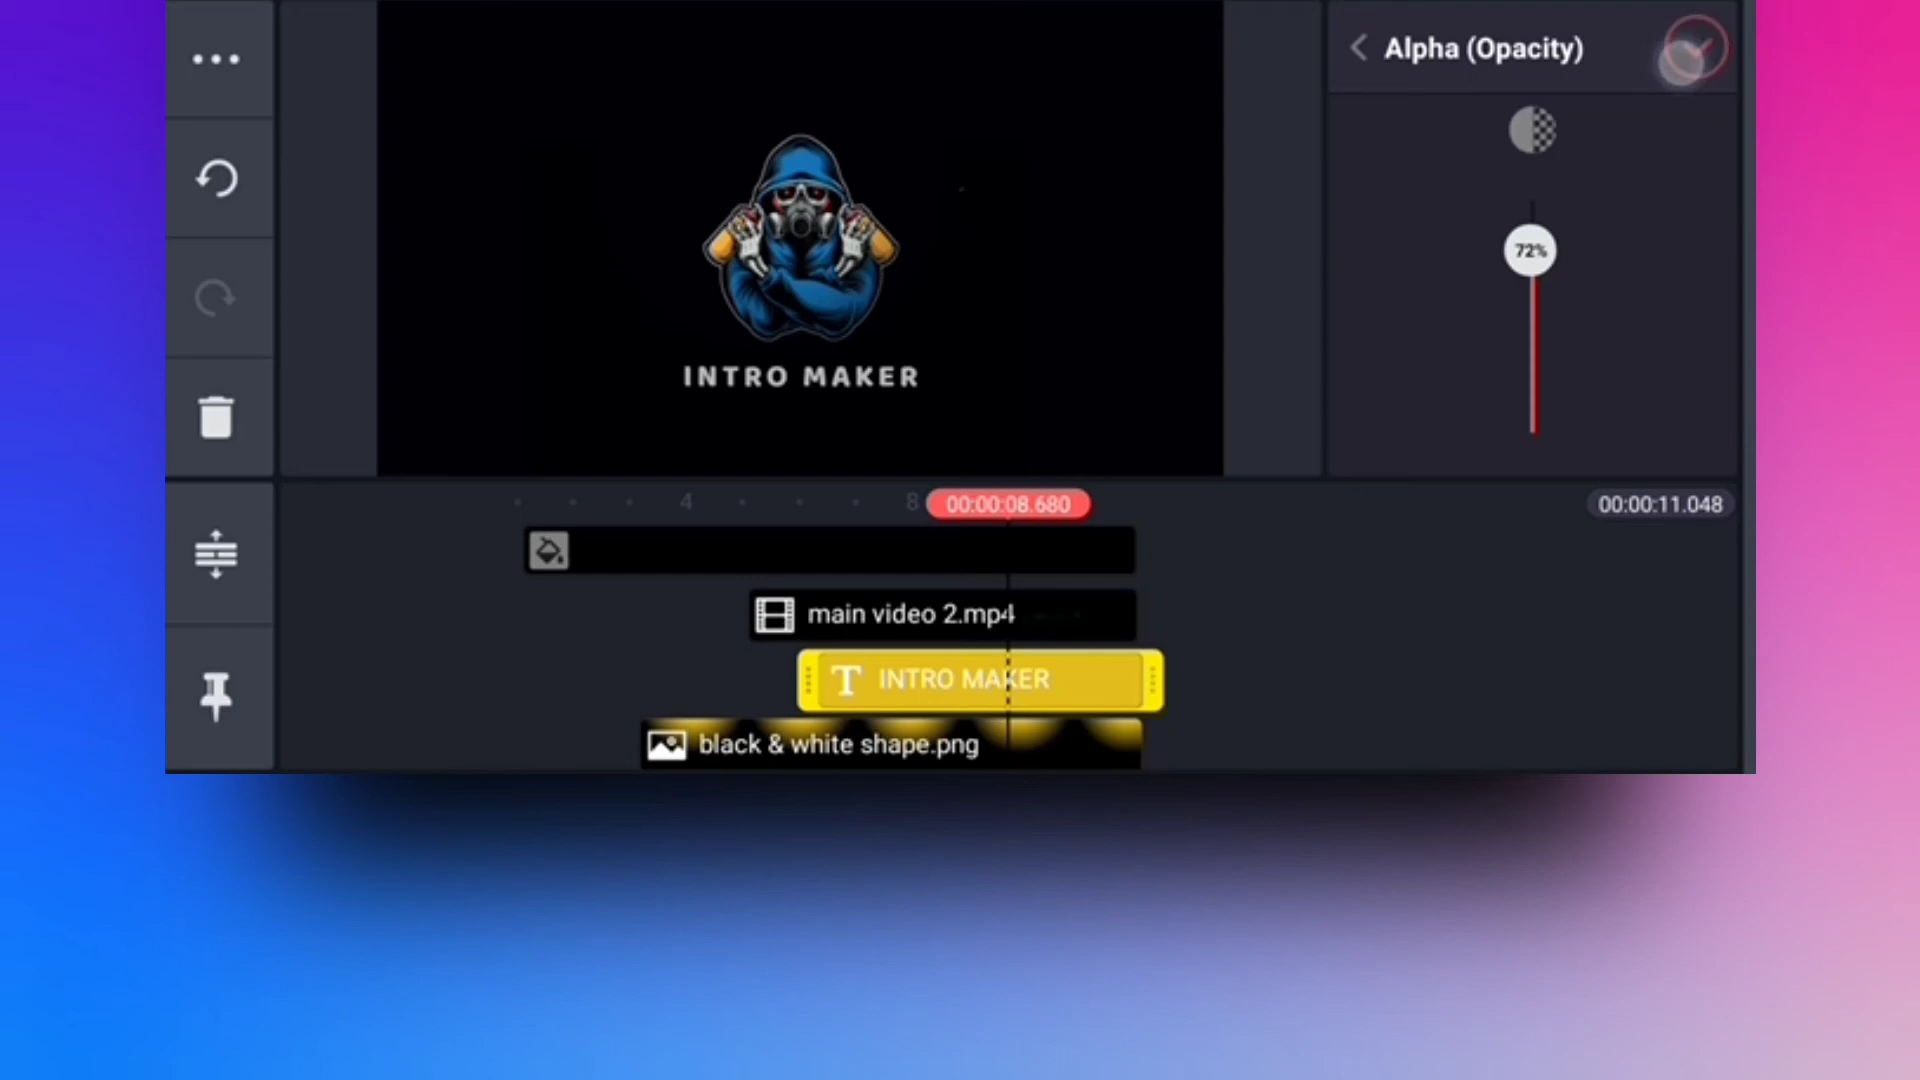 Alpha (Opacity)
72%
INTRO MAKER
4
8
00:00:08.680
00:00:11.048
main video 2.mp4
T INTRO MAKER
black & white shape.png